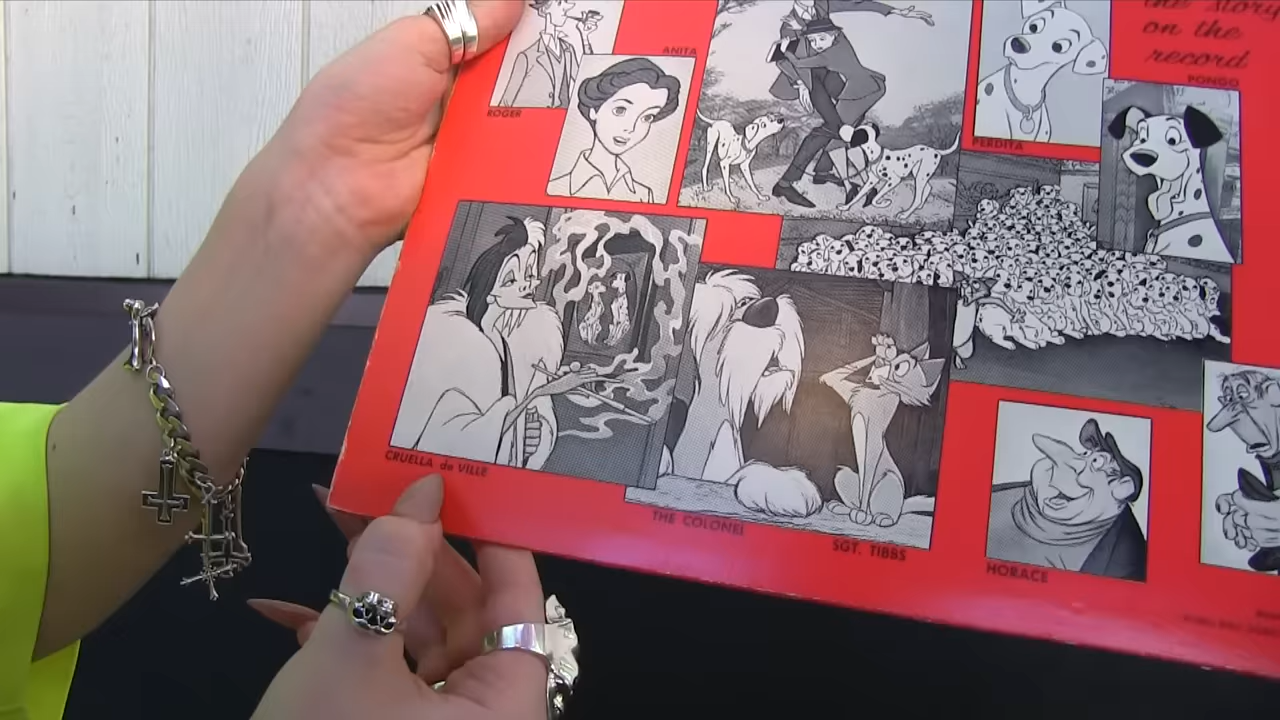 the story
on the
record
ANITA
PONGO
ROGER
PERDITA
CRUELLA de VILLE
THE COLONEL
SGT. TIBBS
HORACE